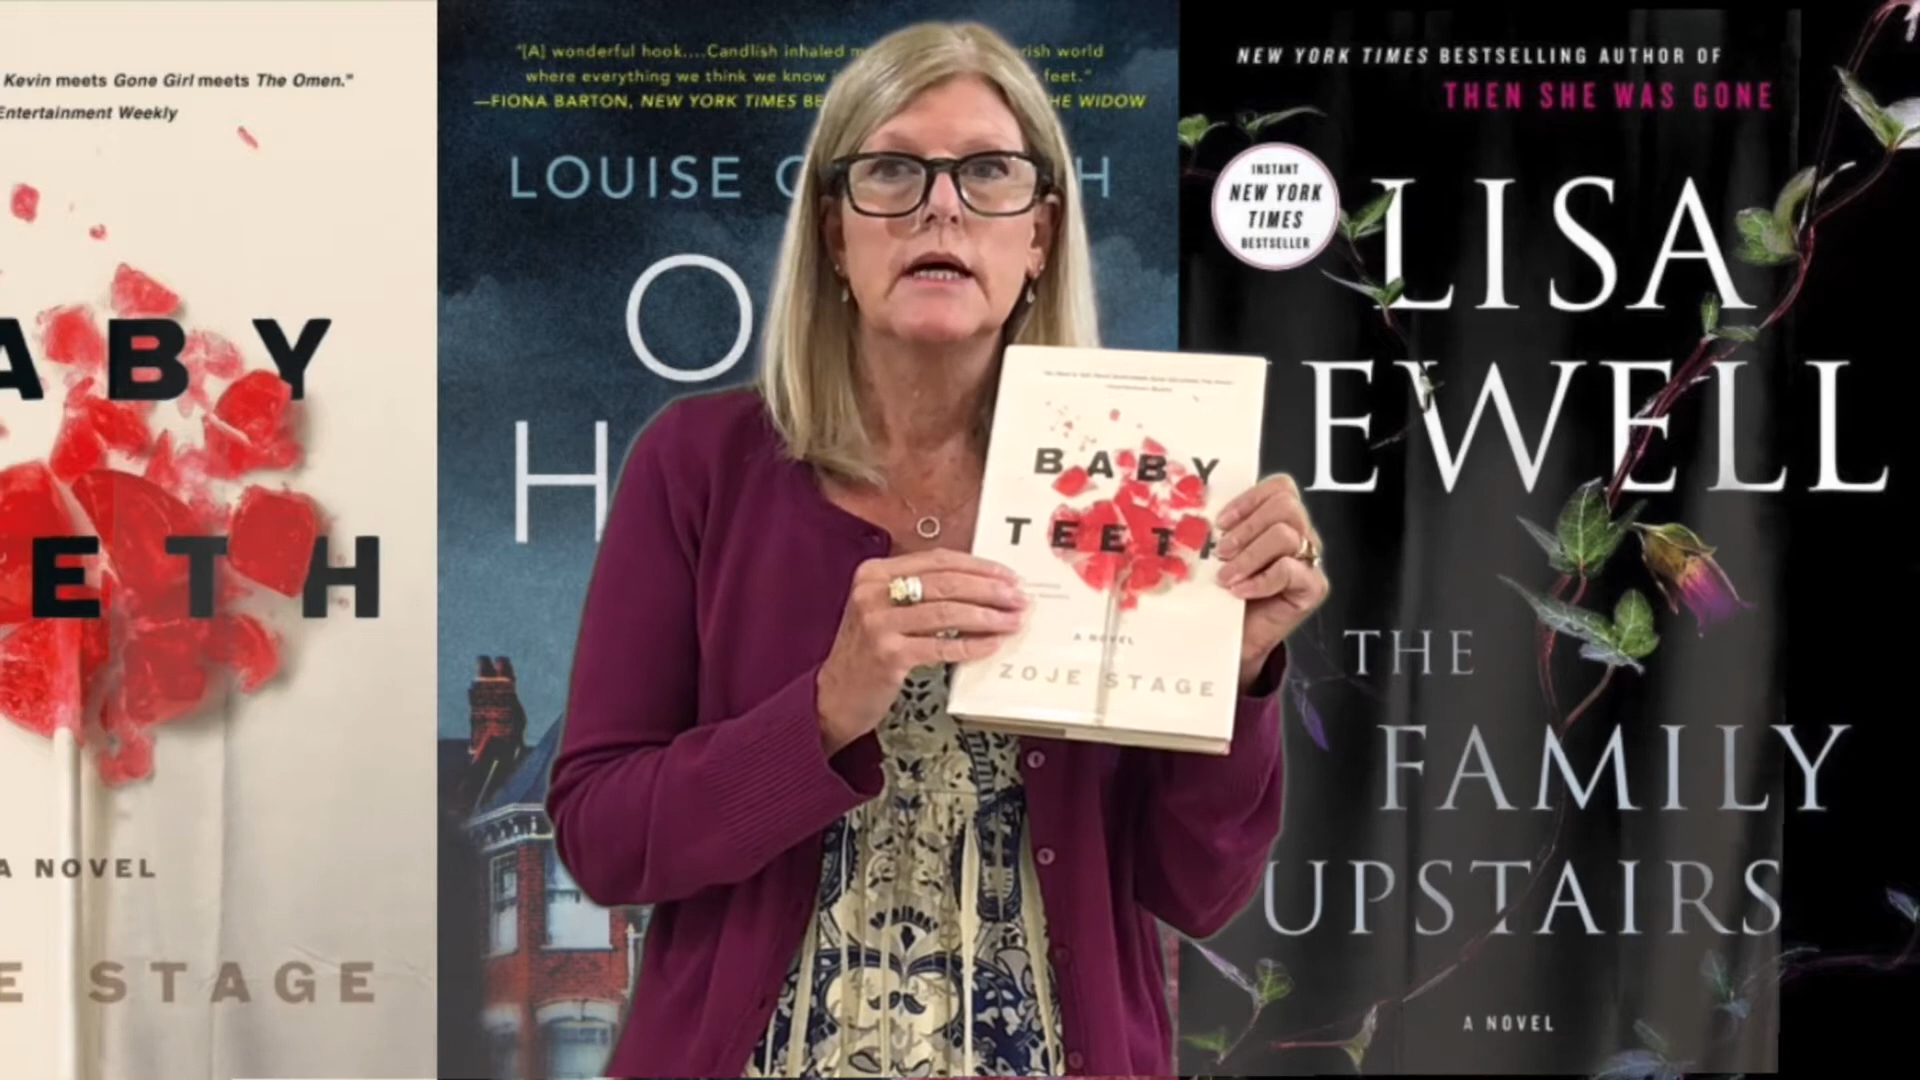 Kevin meets Gone Girl meets The Omen."
Entertainment Weekly
ABY
EETH
A NOVEL
E STAGE
"[A] wonderful hook....Candlish inhaled
rish world
where everything we think we know
feet."
—FIONA BARTON, NEW YORK TIMES BE
HE WIDOW
LOUISE C
H
O
H
BABY
TEETH
A NOVEL
ZOJE STAGE
NEW YORK TIMES BESTSELLING AUTHOR OF
THEN SHE WAS GONE
INSTANT
NEW YORK
TIMES
BESTSELLER
LISA
EWELL
THE
FAMILY
UPSTAIRS
A NOVEL